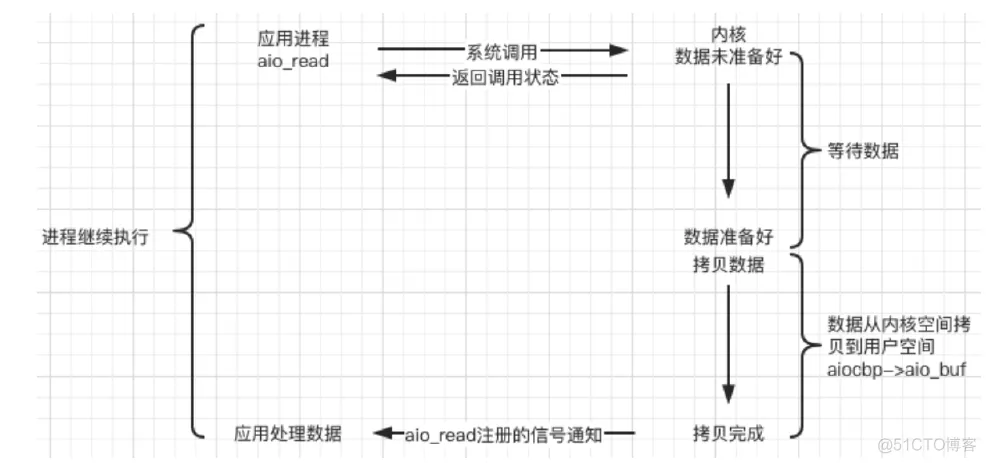 应用进程
aio_read
系统调用
返回调用状态
内核
数据未准备好
等待数据
进程继续执行
数据准备好
拷贝数据
数据从内核空间拷
贝到用户空间
aiocbp->aio_buf
应用处理数据
aio_read注册的信号通知
拷贝完成
@51CTO博客